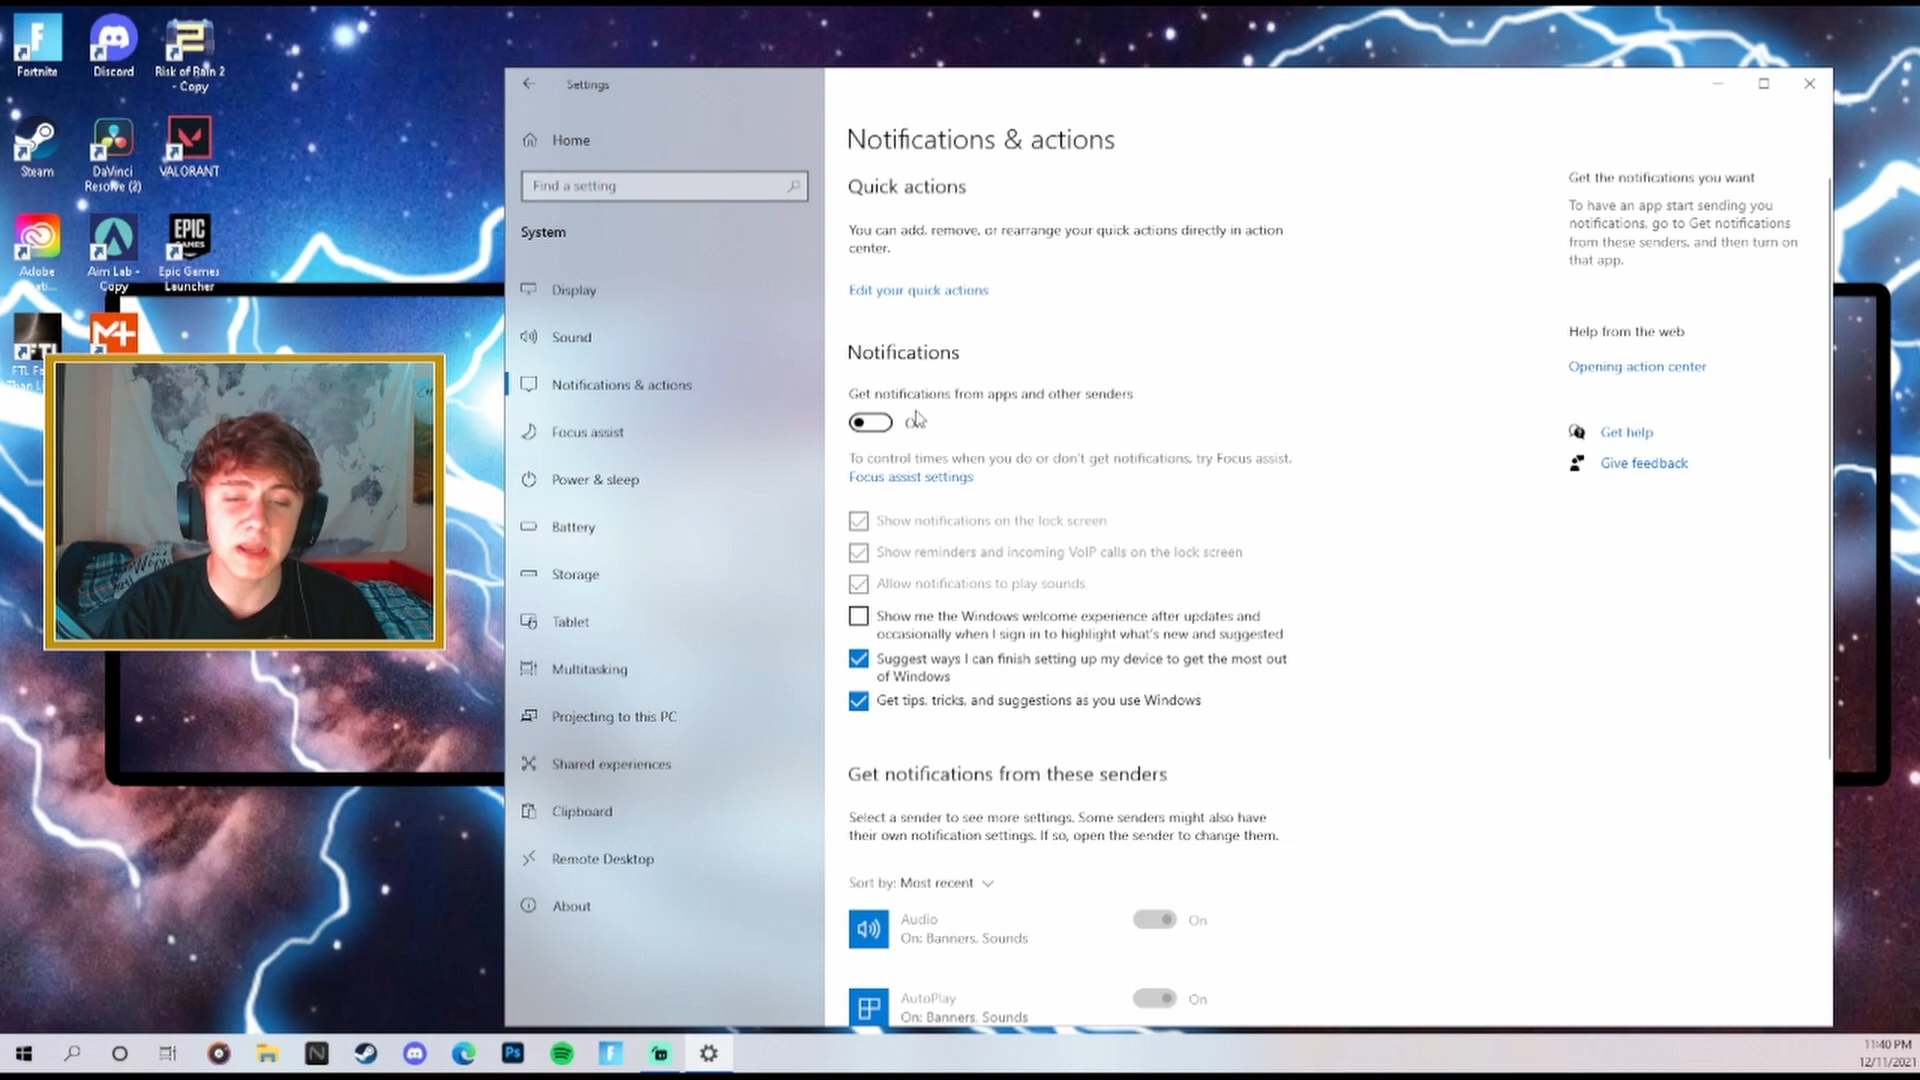 Fortnite
Discord
Risk of Rain 2
- Copy
Steam
DaVinci
Resolve (2)
VALORANT
Adobe
Aim Lab -
Copy
EPIC
GAMES
Epic Games
Launcher
Settings
Home
Find a setting
System
Display
Sound
Notifications & actions
Focus assist
Power & sleep
Battery
Storage
Tablet
Multitasking
Projecting to this PC
Shared experiences
Clipboard
Remote Desktop
About
Notifications & actions
Quick actions
You can add, remove, or rearrange your quick actions directly in action
center.
Edit your quick actions
Notifications
Get notifications from apps and other senders
To control times when you do or don't get notifications, try Focus assist.
Focus assist settings
Show notifications on the lock screen
Show reminders and incoming VoIP calls on the lock screen
Allow notifications to play sounds
Show me the Windows welcome experience after updates and
occasionally when I sign in to highlight what's new and suggested
Suggest ways I can finish setting up my device to get the most out
of Windows
Get tips, tricks, and suggestions as you use Windows
Get notifications from these senders
Select a sender to see more settings. Some senders might also have
their own notification settings. If so, open the sender to change them.
Sort by: Most recent
Audio
On: Banners, Sounds
On
AutoPlay
On: Banners, Sounds
On
Get the notifications you want
To have an app start sending you
notifications, go to Get notifications
from these senders, and then turn on
that app.
Help from the web
Opening action center
Get help
Give feedback
Ps
11:40 PM
12/11/2021